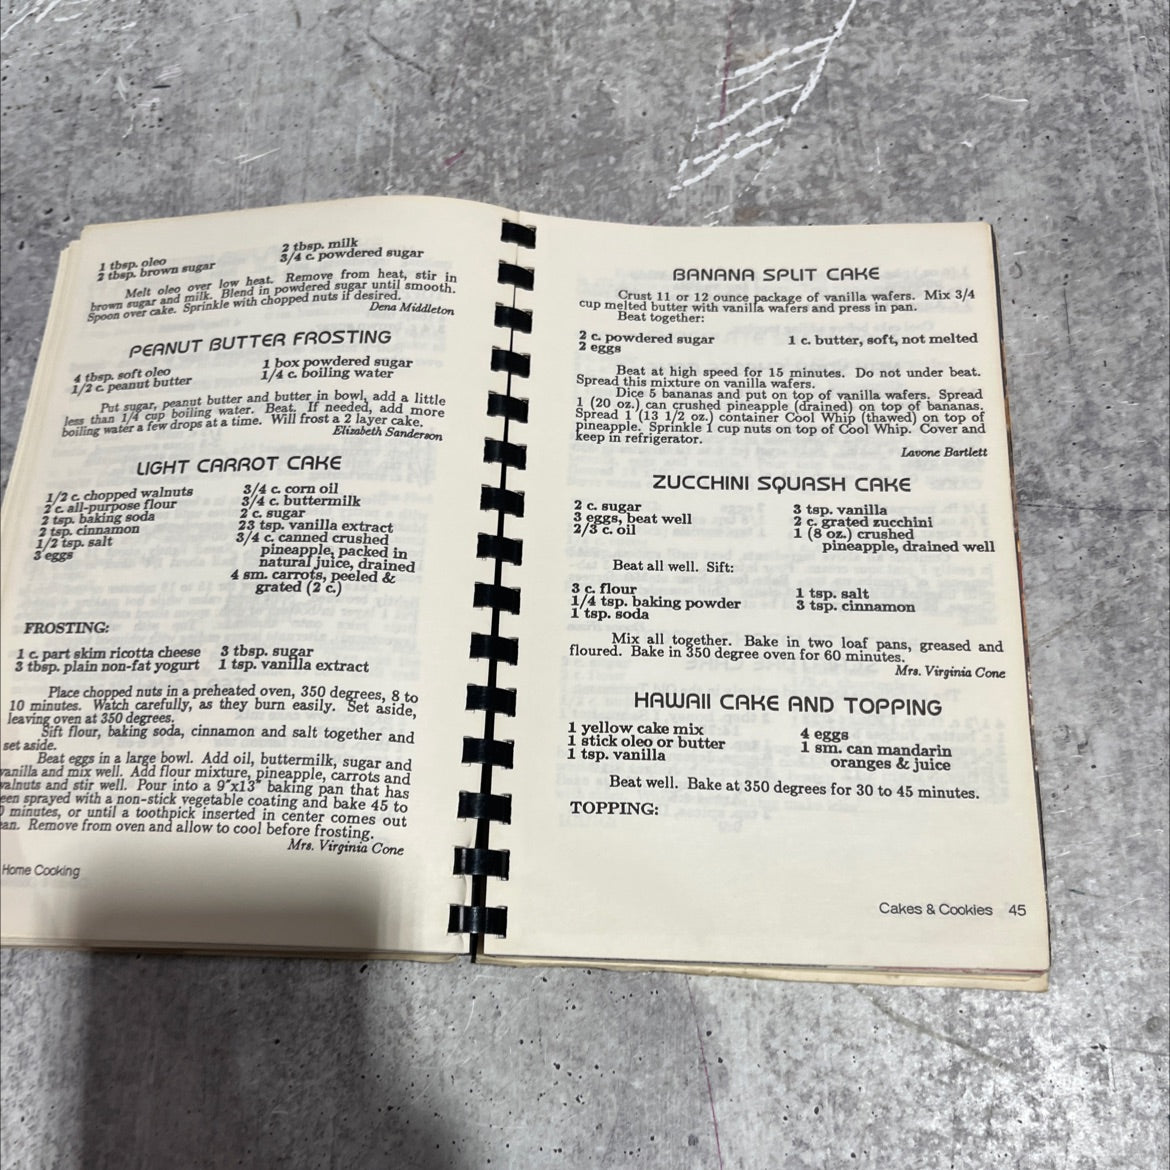 1 tbsp. oleo
2 tbsp. brown sugar
2 tbsp. milk
3/4 c. powdered sugar
Melt oleo over low heat. Remove from heat, stir in
brown sugar and milk. Blend in powdered sugar until smooth.
Spoon over cake. Sprinkle with chopped nuts if desired.
Dena Middleton
PEANUT BUTTER FROSTING
4 tbsp. soft oleo
1/2 c. peanut butter
1 box powdered sugar
1/4 c. boiling water
Put sugar, peanut butter and butter in bowl, add a little
less than 1/4 cup boiling water. Beat. If needed, add more
boiling water a few drops at a time. Will frost a 2 layer cake.
Elizabeth Sanderson
LIGHT CARROT CAKE
1/2 c. chopped walnuts
2 c. all-purpose flour
2 tsp. baking soda
2 tsp. cinnamon
1/2 tsp. salt
3 eggs
3/4 c. corn oil
3/4 c. buttermilk
2 c. sugar
23 tsp. vanilla extract
3/4 c. canned crushed
pineapple, packed in
natural juice, drained
4 sm. carrots, peeled &
grated (2 c.)
FROSTING:
1 c. part skim ricotta cheese
3 tbsp. plain non-fat yogurt
3 tbsp. sugar
1 tsp. vanilla extract
Place chopped nuts in a preheated oven, 350 degrees, 8 to
10 minutes. Watch carefully, as they burn easily. Set aside,
leaving oven at 350 degrees.
Sift flour, baking soda, cinnamon and salt together and
set aside.
Beat eggs in a large bowl. Add oil, buttermilk, sugar and
vanilla and mix well. Add flour mixture, pineapple, carrots and
walnuts and stir well. Pour into a 9"x13" baking pan that has
een sprayed with a non-stick vegetable coating and bake 45 to
0 minutes, or until a toothpick inserted in center comes out
an. Remove from oven and allow to cool before frosting.
Mrs. Virginia Cone
Home Cooking
BANANA SPLIT CAKE
Crust 11 or 12 ounce package of vanilla wafers. Mix 3/4
cup melted butter with vanilla wafers and press in pan.
Beat together:
2 c. powdered sugar
2 eggs
1 c. butter, soft, not melted
Beat at high speed for 15 minutes. Do not under beat.
Spread this mixture on vanilla wafers.
Dice 5 bananas and put on top of vanilla wafers. Spread
1 (20 oz.) can crushed pineapple (drained) on top of bananas.
Spread 1 (13 1/2 oz.) container Cool Whip (thawed) on top of
pineapple. Sprinkle 1 cup nuts on top of Cool Whip. Cover and
keep in refrigerator.
Lavone Bartlett
ZUCCHINI SQUASH CAKE
2 c. sugar
3 eggs, beat well
2/3 c. oil
3 tsp. vanilla
2 c. grated zucchini
1 (8 oz.) crushed
pineapple, drained well
Beat all well. Sift:
3 c. flour
1/4 tsp. baking powder
1 tsp. soda
1 tsp. salt
3 tsp. cinnamon
Mix all together. Bake in two loaf pans, greased and
floured. Bake in 350 degree oven for 60 minutes.
Mrs. Virginia Cone
HAWAII CAKE AND TOPPING
1 yellow cake mix
1 stick oleo or butter
1 tsp. vanilla
4 eggs
1 sm. can mandarin
oranges & juice
Beat well. Bake at 350 degrees for 30 to 45 minutes.
TOPPING:
Cakes & Cookies 45